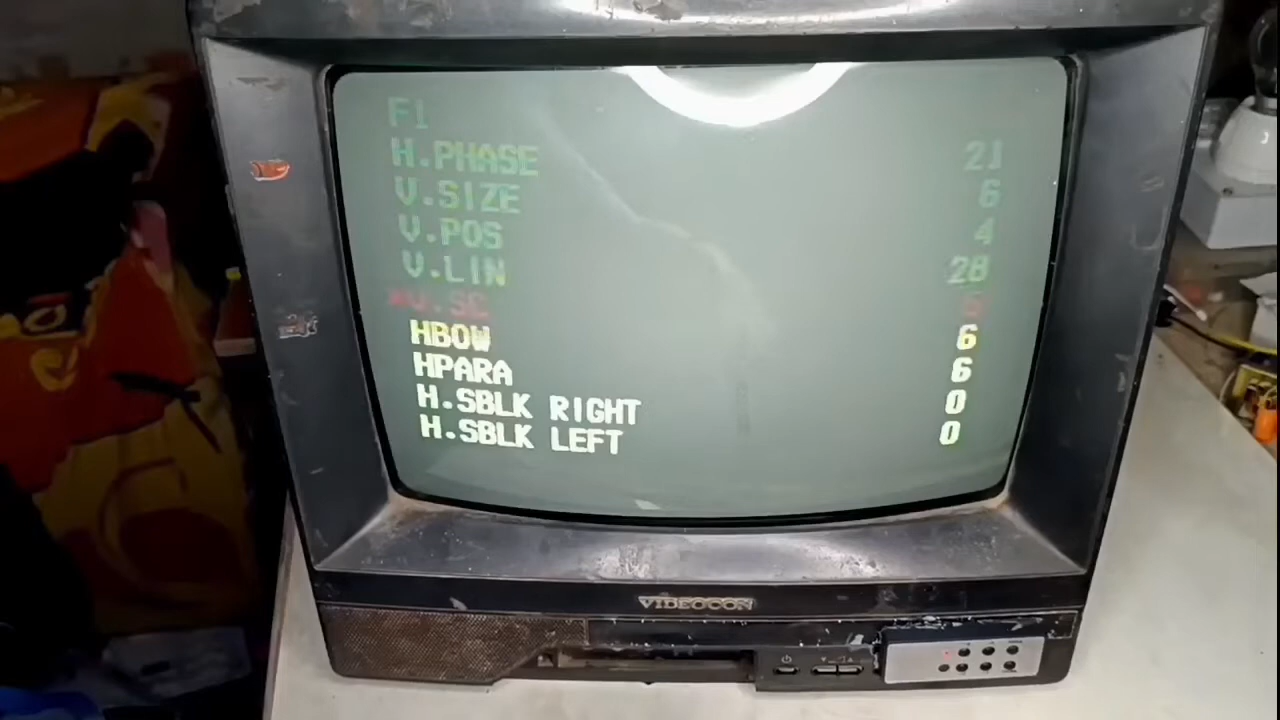 F1
H.PHASE 21
V.SIZE 6
V.POS 4
V.LIN 28
V.SC
HBOW 6
HPARA 6
H.SBLK RIGHT 0
H.SBLK LEFT 0
VIDEOCON